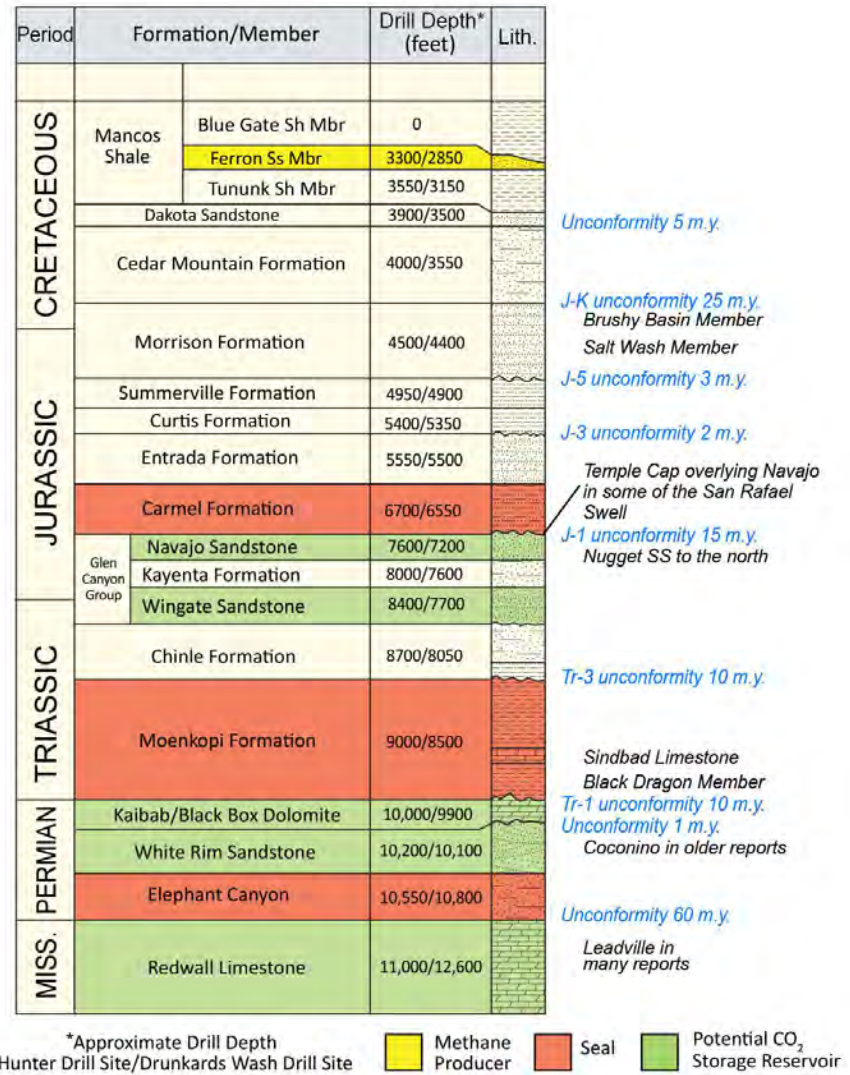 Period
Formation/Member
Drill Depth*
(feet)
Lith.
CRETACEOUS
Mancos
Shale
Blue Gate Sh Mbr
0
Ferron Ss Mbr
3300/2850
Tununk Sh Mbr
3550/3150
Dakota Sandstone
3900/3500
Unconformity 5 m.y.
Cedar Mountain Formation
4000/3550
J-K unconformity 25 m.y.
Brushy Basin Member
Morrison Formation
4500/4400
Salt Wash Member
J-5 unconformity 3 m.y.
JURASSIC
Summerville Formation
4950/4900
Curtis Formation
5400/5350
J-3 unconformity 2 m.y.
Entrada Formation
5550/5500
Temple Cap overlying Navajo
in some of the San Rafael
Swell
Carmel Formation
6700/6550
J-1 unconformity 15 m.y.
Glen
Canyon
Group
Navajo Sandstone
7600/7200
Nugget SS to the north
Kayenta Formation
8000/7600
Wingate Sandstone
8400/7700
TRIASSIC
Chinle Formation
8700/8050
Tr-3 unconformity 10 m.y.
Moenkopi Formation
9000/8500
Sindbad Limestone
Black Dragon Member
Tr-1 unconformity 10 m.y.
PERMIAN
Kaibab/Black Box Dolomite
10,000/9900
Unconformity 1 m.y.
White Rim Sandstone
10,200/10,100
Coconino in older reports
Elephant Canyon
10,550/10,800
Unconformity 60 m.y.
MISS.
Redwall Limestone
11,000/12,600
Leadville in
many reports
*Approximate Drill Depth
Hunter Drill Site/Drunkards Wash Drill Site
Methane
Producer
Seal
Potential CO₂
Storage Reservoir